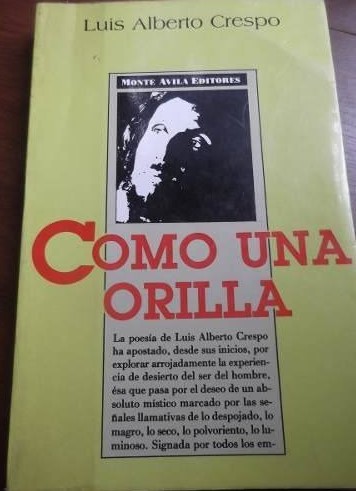 Luis Alberto Crespo
MONTE AVILA EDITORES
COMO UNA
ORILLA
La poesía de Luis Alberto Crespo
ha apostado, desde sus inicios, por
explorar arrojadamente la experien-
cia de desierto del ser del hombre,
ésa que pasa por el deseo de un ab-
soluto místico marcado por las se-
ñales llamativas de lo despojado, lo
magro, lo seco, lo polvoriento, lo lu-
minoso. Signada por todos los em-